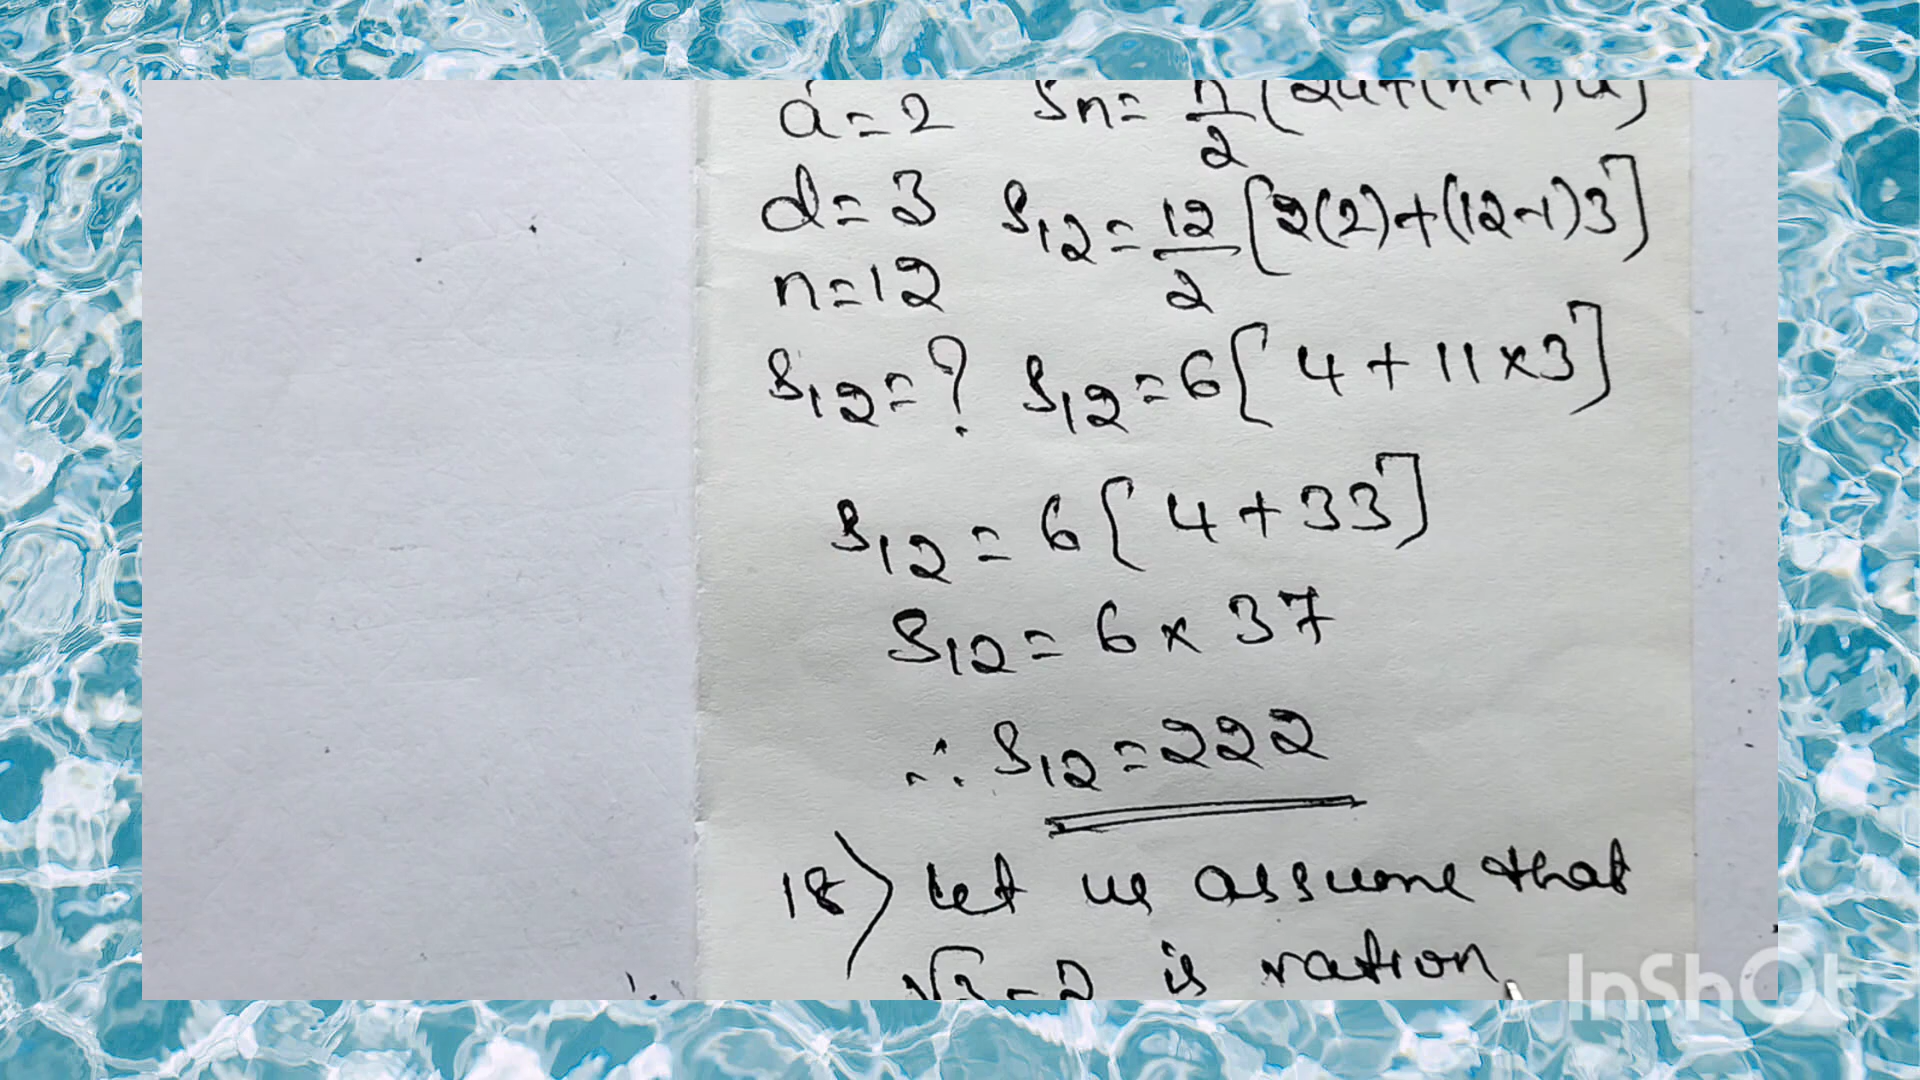 a=2 Sn= n/2 [2a+(n-1)d]
d=3 S12= 12/2 [2(2)+(12-1)3]
n=12
S12=? S12=6[4+11×3]
S12=6[4+33]
S12=6×37
∴ S12=222
18) Let us assume that
is ration
InShOt